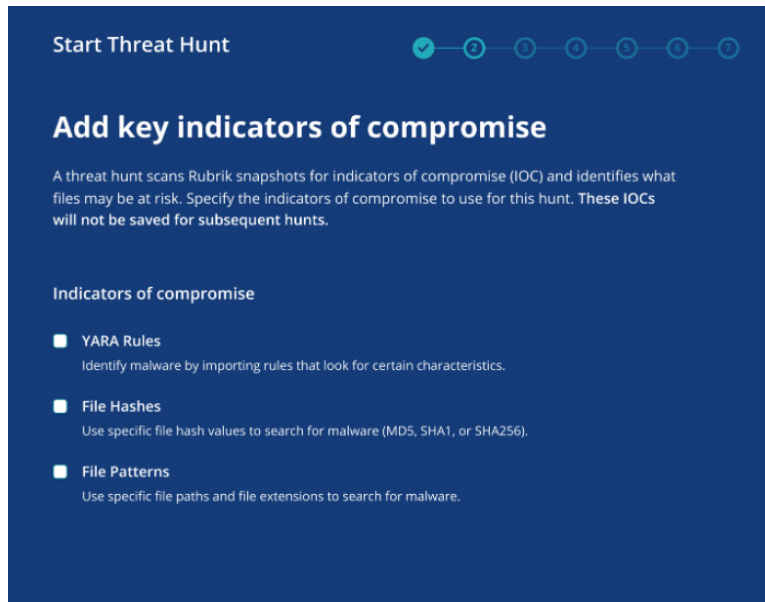 Start Threat Hunt
2 3 4 5 6 7
Add key indicators of compromise
A threat hunt scans Rubrik snapshots for indicators of compromise (IOC) and identifies what
files may be at risk. Specify the indicators of compromise to use for this hunt. These IOCs
will not be saved for subsequent hunts.
Indicators of compromise
YARA Rules
Identify malware by importing rules that look for certain characteristics.
File Hashes
Use specific file hash values to search for malware (MD5, SHA1, or SHA256).
File Patterns
Use specific file paths and file extensions to search for malware.